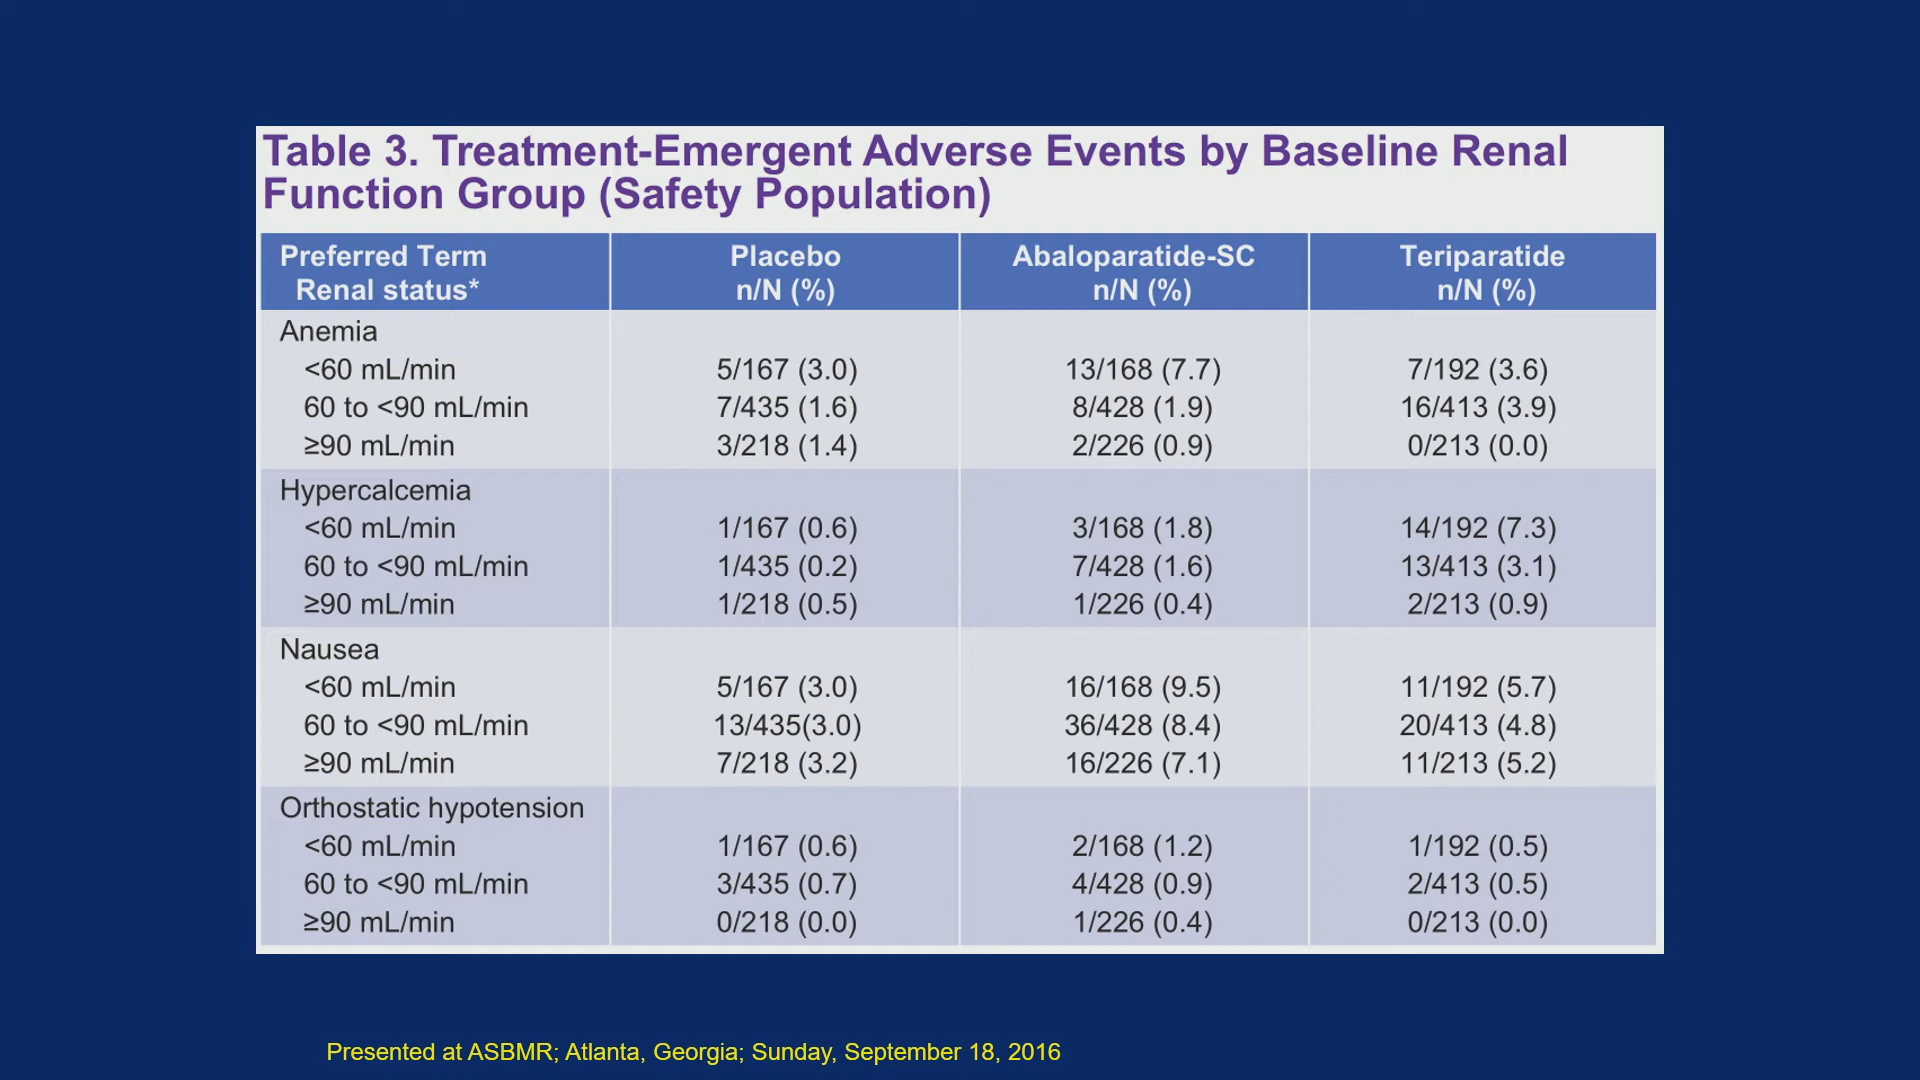 Table 3. Treatment-Emergent Adverse Events by Baseline Renal
Function Group (Safety Population)
Preferred Term Placebo Abaloparatide-SC Teriparatide
Renal status* n/N (%) n/N (%) n/N (%)
Anemia
<60 mL/min 5/167 (3.0) 13/168 (7.7) 7/192 (3.6)
60 to <90 mL/min 7/435 (1.6) 8/428 (1.9) 16/413 (3.9)
≥90 mL/min 3/218 (1.4) 2/226 (0.9) 0/213 (0.0)
Hypercalcemia
<60 mL/min 1/167 (0.6) 3/168 (1.8) 14/192 (7.3)
60 to <90 mL/min 1/435 (0.2) 7/428 (1.6) 13/413 (3.1)
≥90 mL/min 1/218 (0.5) 1/226 (0.4) 2/213 (0.9)
Nausea
<60 mL/min 5/167 (3.0) 16/168 (9.5) 11/192 (5.7)
60 to <90 mL/min 13/435(3.0) 36/428 (8.4) 20/413 (4.8)
≥90 mL/min 7/218 (3.2) 16/226 (7.1) 11/213 (5.2)
Orthostatic hypotension
<60 mL/min 1/167 (0.6) 2/168 (1.2) 1/192 (0.5)
60 to <90 mL/min 3/435 (0.7) 4/428 (0.9) 2/413 (0.5)
≥90 mL/min 0/218 (0.0) 1/226 (0.4) 0/213 (0.0)
Presented at ASBMR; Atlanta, Georgia; Sunday, September 18, 2016